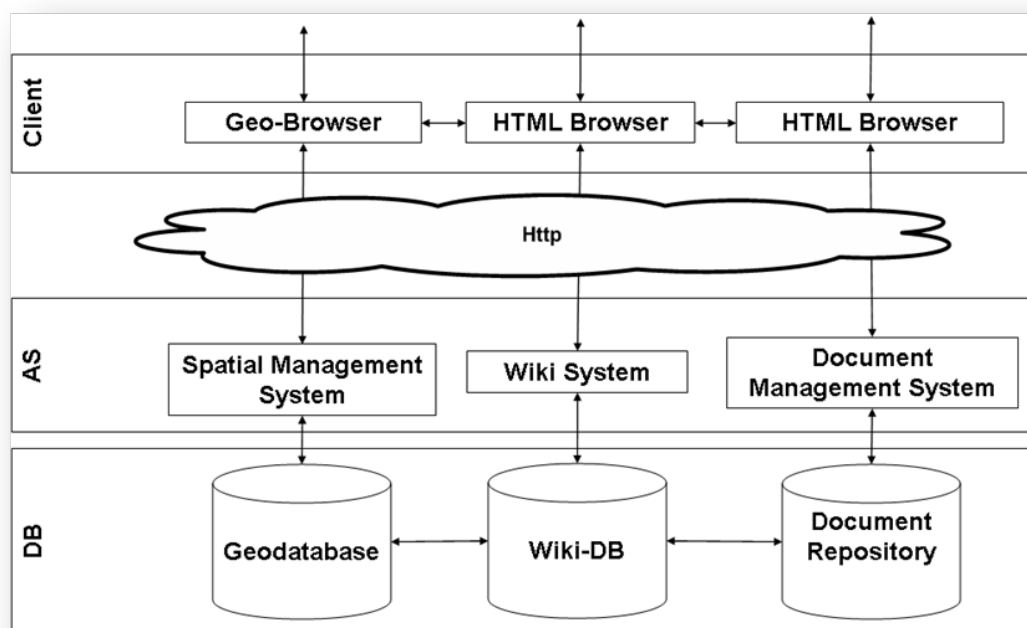 Client
Geo-Browser
HTML Browser
HTML Browser
Http
AS
Spatial Management
System
Wiki System
Document
Management System
DB
Geodatabase
Wiki-DB
Document
Repository